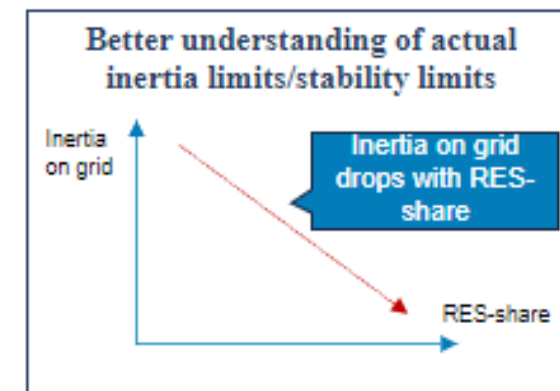 Better understanding of actual
inertia limits/stability limits
Inertia
on grid
Inertia on grid
drops with RES-
share
RES-share